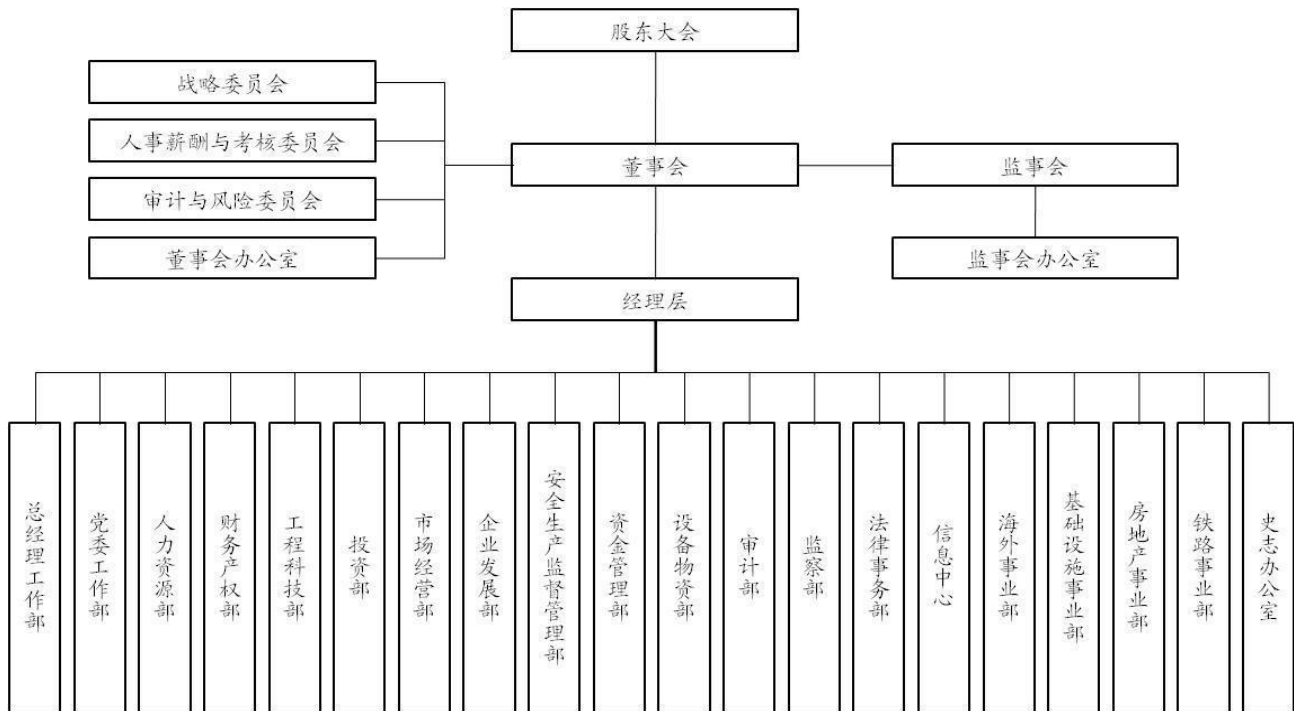 股东大会
战略委员会
人事薪酬与考核委员会
审计与风险委员会
董事会办公室
董事会
监事会
监事会办公室
经理层
总经理工作部
党委工作部
人力资源部
财务产权部
工程科技部
投资部
市场经营部
企业发展部
安全生产监督管理部
资金管理部
设备物资部
审计部
监察部
法律事务部
信息中心
海外事业部
基础设施事业部
房地产事业部
铁路事业部
史志办公室